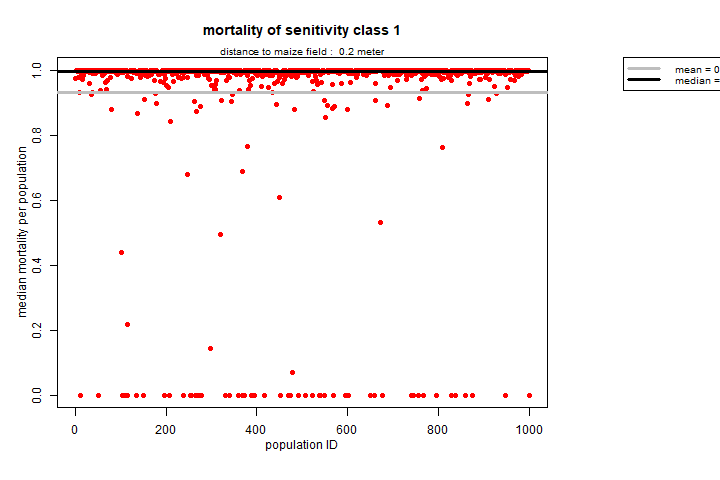 mortality of senitivity class 1
distance to maize field : 0.2 meter
mean = 0
median =
median mortality per population
1.0
0.8
0.6
0.4
0.2
0.0
0 200 400 600 800 1000
population ID